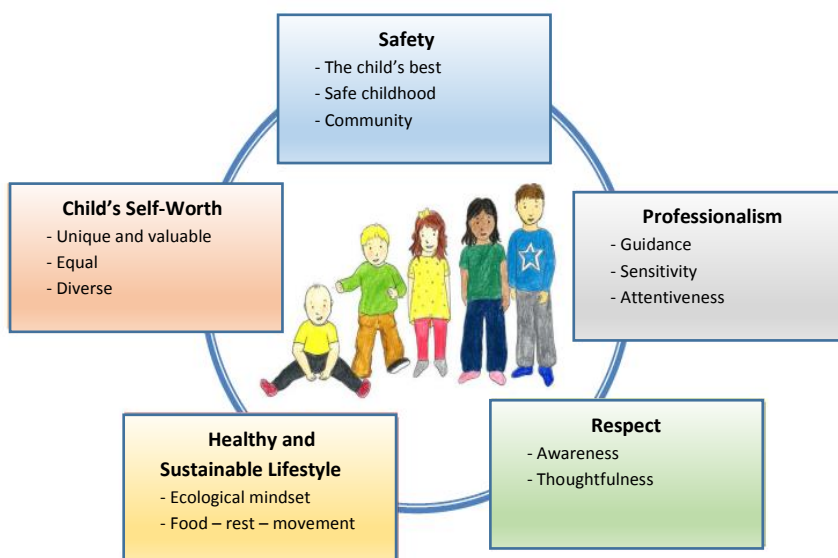 Safety
- The child’s best
- Safe childhood
- Community
Child’s Self-Worth
- Unique and valuable
- Equal
- Diverse
Professionalism
- Guidance
- Sensitivity
- Attentiveness
Healthy and
Sustainable Lifestyle
- Ecological mindset
- Food – rest – movement
Respect
- Awareness
- Thoughtfulness